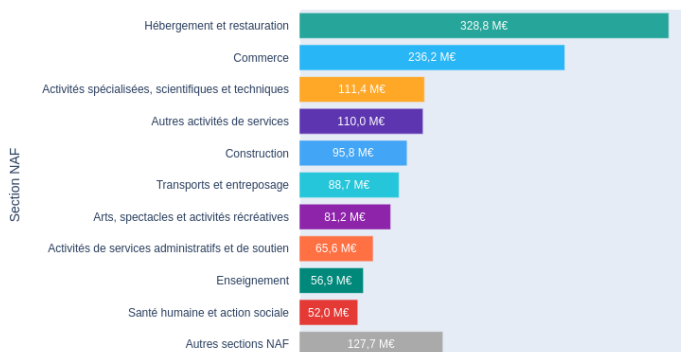 Section NAF
Hébergement et restauration 328,8 M€
Commerce 236,2 M€
Activités spécialisées, scientifiques et techniques 111,4 M€
Autres activités de services 110,0 M€
Construction 95,8 M€
Transports et entreposage 88,7 M€
Arts, spectacles et activités récréatives 81,2 M€
Activités de services administratifs et de soutien 65,6 M€
Enseignement 56,9 M€
Santé humaine et action sociale 52,0 M€
Autres sections NAF 127,7 M€